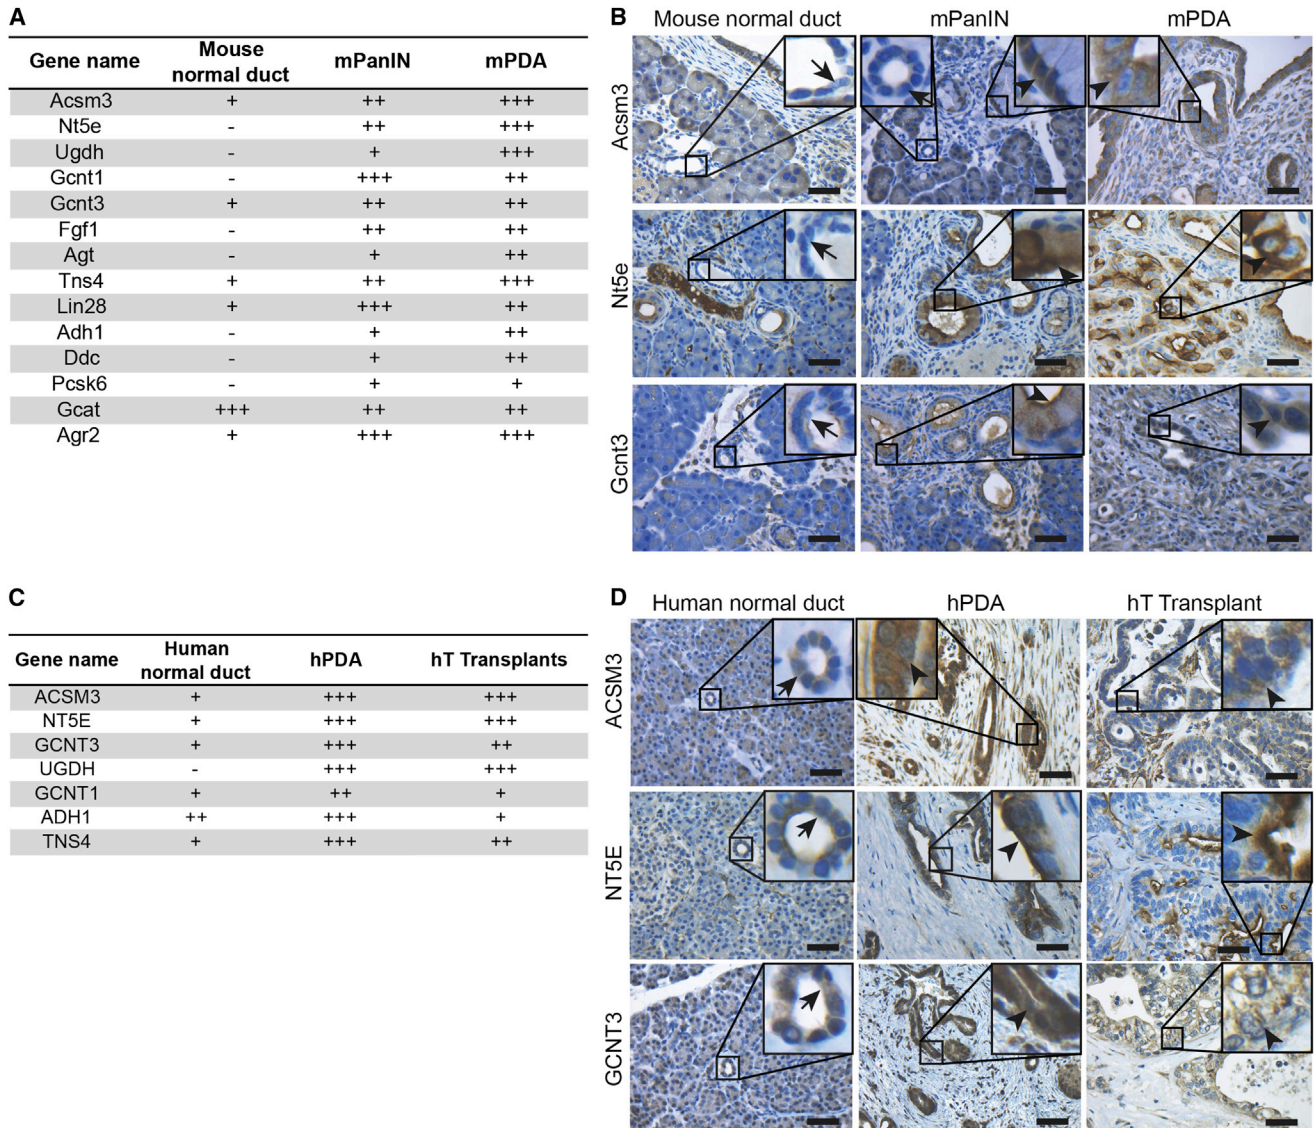 A
Gene name Mouse normal duct mPanIN mPDA
Acsm3 + ++ +++
Nt5e - ++ +++
Ugdh - + +++
Gcnt1 - +++ ++
Gcnt3 + ++ ++
Fgf1 - ++ ++
Agt - + ++
Tns4 + ++ +++
Lin28 + +++ ++
Adh1 - + ++
Ddc - + ++
Pcsk6 - + +
Gcat +++ ++ ++
Agr2 + +++ +++
B
Mouse normal duct mPanIN mPDA
Acsm3
Nt5e
Gcnt3
C
Gene name Human normal duct hPDA hT Transplants
ACSM3 + +++ +++
NT5E + +++ +++
GCNT3 + +++ ++
UGDH - +++ +++
GCNT1 + ++ +
ADH1 ++ +++ +
TNS4 + +++ ++
D
Human normal duct hPDA hT Transplant
ACSM3
NT5E
GCNT3